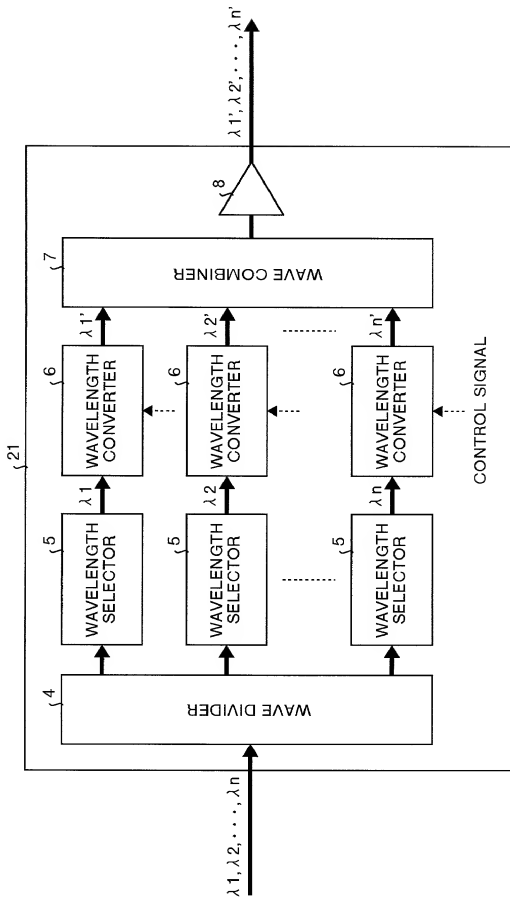 21
λ1, λ2, ···, λn
4
WAVE DIVIDER
5
WAVELENGTH
SELECTOR
λ1
6
WAVELENGTH
CONVERTER
λ1'
5
WAVELENGTH
SELECTOR
λ2
6
WAVELENGTH
CONVERTER
λ2'
5
WAVELENGTH
SELECTOR
λn
6
WAVELENGTH
CONVERTER
λn'
CONTROL SIGNAL
7
WAVE COMBINER
8
λ1', λ2', ···, λn'